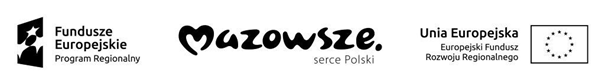 Fundusze
Europejskie
Program Regionalny
Mazowsze.
serce Polski
Unia Europejska
Europejski Fundusz
Rozwoju Regionalnego